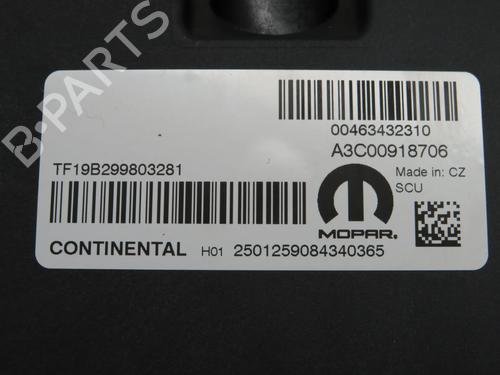 B-PARTS
00463432310
A3C00918706
TF19B299803281
Made in: CZ
SCU
MOPAR.
CONTINENTAL H01 2501259084340365